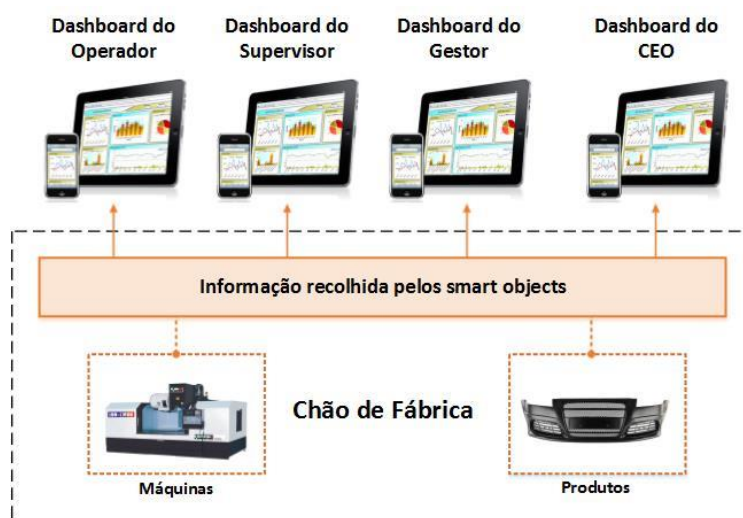 Dashboard do
Operador
Dashboard do
Supervisor
Dashboard do
Gestor
Dashboard do
CEO
Informação recolhida pelos smart objects
Chão de Fábrica
Máquinas
Produtos